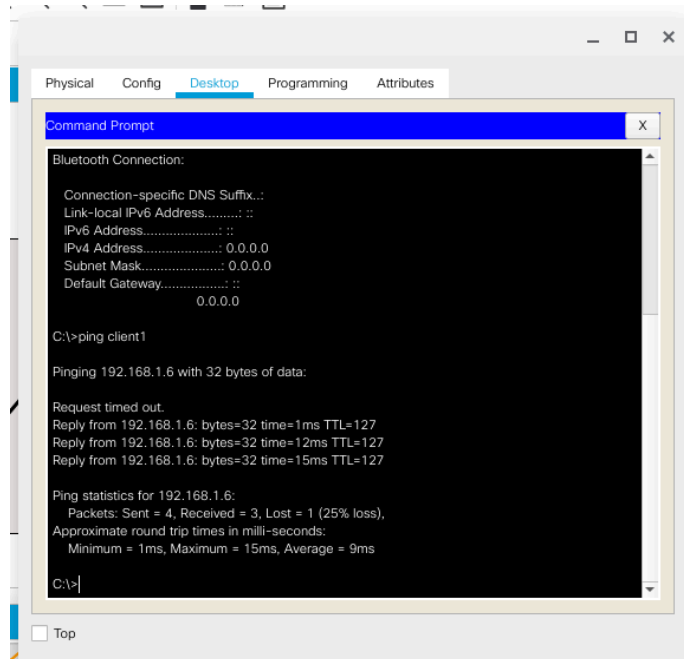 Physical Config Desktop Programming Attributes
Command Prompt X
Bluetooth Connection:
Connection-specific DNS Suffix..:
Link-local IPv6 Address.........: ::
IPv6 Address....................: ::
IPv4 Address....................: 0.0.0.0
Subnet Mask.....................: 0.0.0.0
Default Gateway.................: ::
0.0.0.0
C:\>ping client1
Pinging 192.168.1.6 with 32 bytes of data:
Request timed out.
Reply from 192.168.1.6: bytes=32 time=1ms TTL=127
Reply from 192.168.1.6: bytes=32 time=12ms TTL=127
Reply from 192.168.1.6: bytes=32 time=15ms TTL=127
Ping statistics for 192.168.1.6:
Packets: Sent = 4, Received = 3, Lost = 1 (25% loss),
Approximate round trip times in milli-seconds:
Minimum = 1ms, Maximum = 15ms, Average = 9ms
C:\>
Top